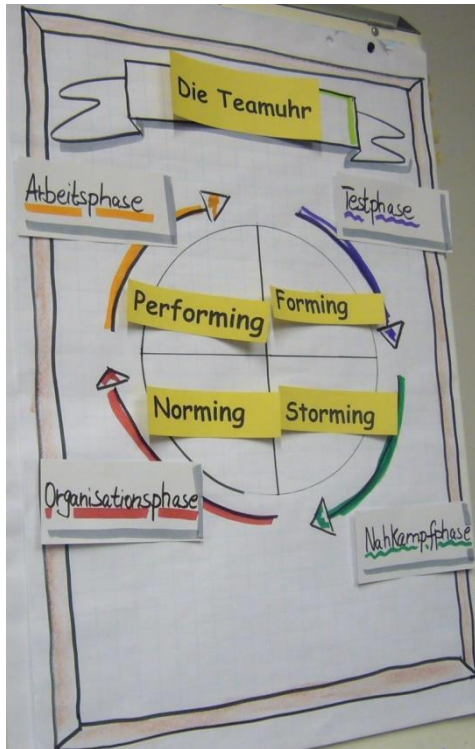 Die Teamuhr
Arbeitsphase
Testphase
Performing
Forming
Norming
Storming
Organisationsphase
Nahkampfphase